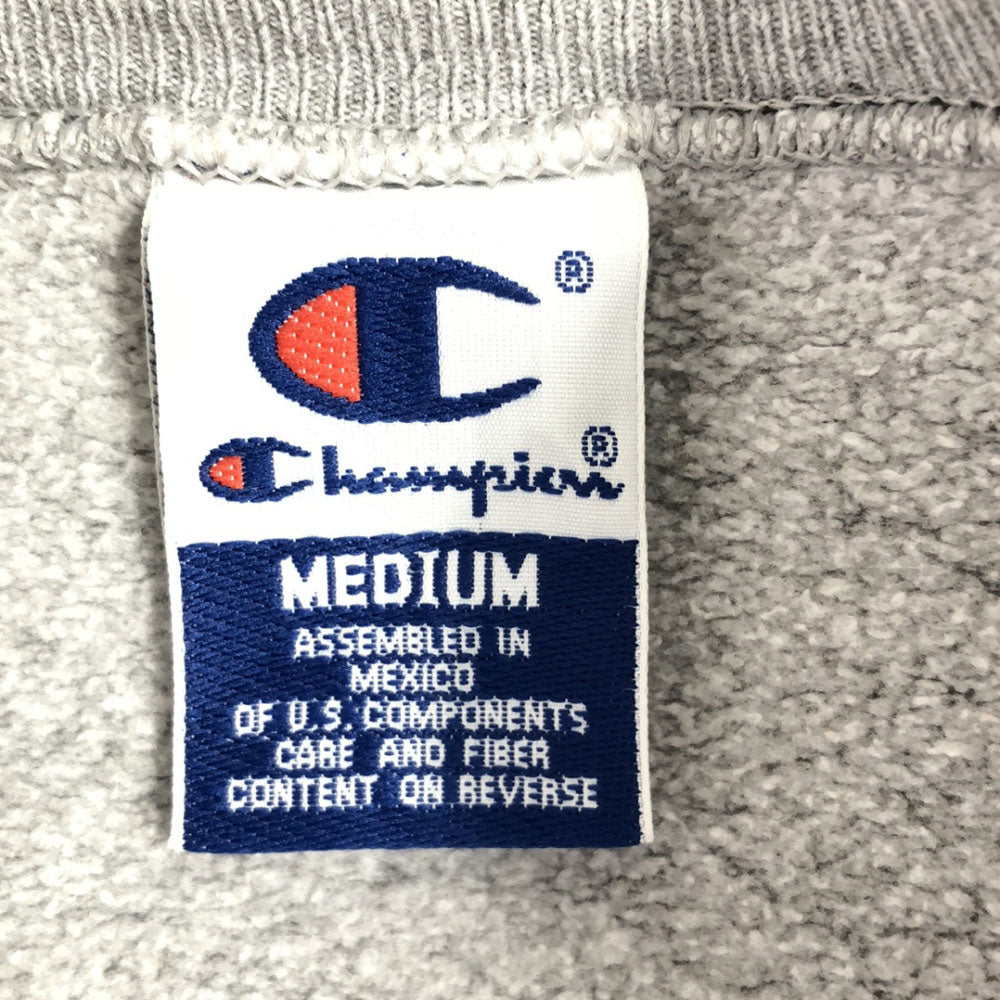 ®
Champion®
MEDIUM
ASSEMBLED IN
MEXICO
OF U.S. COMPONENTS
CARE AND FIBER
CONTENT ON REVERSE